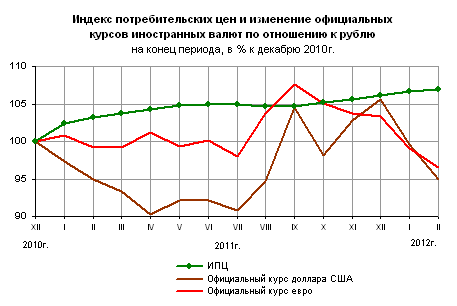 Индекс потребительских цен и изменение официальных
курсов иностранных валют по отношению к рублю
на конец периода, в % к декабрю 2010г.
110
105
100
95
90
XII I II III IV V VI VII VIII IX X XI XII I II
2010г. 2011г. 2012г.
ИПЦ
Официальный курс доллара США
Официальный курс евро